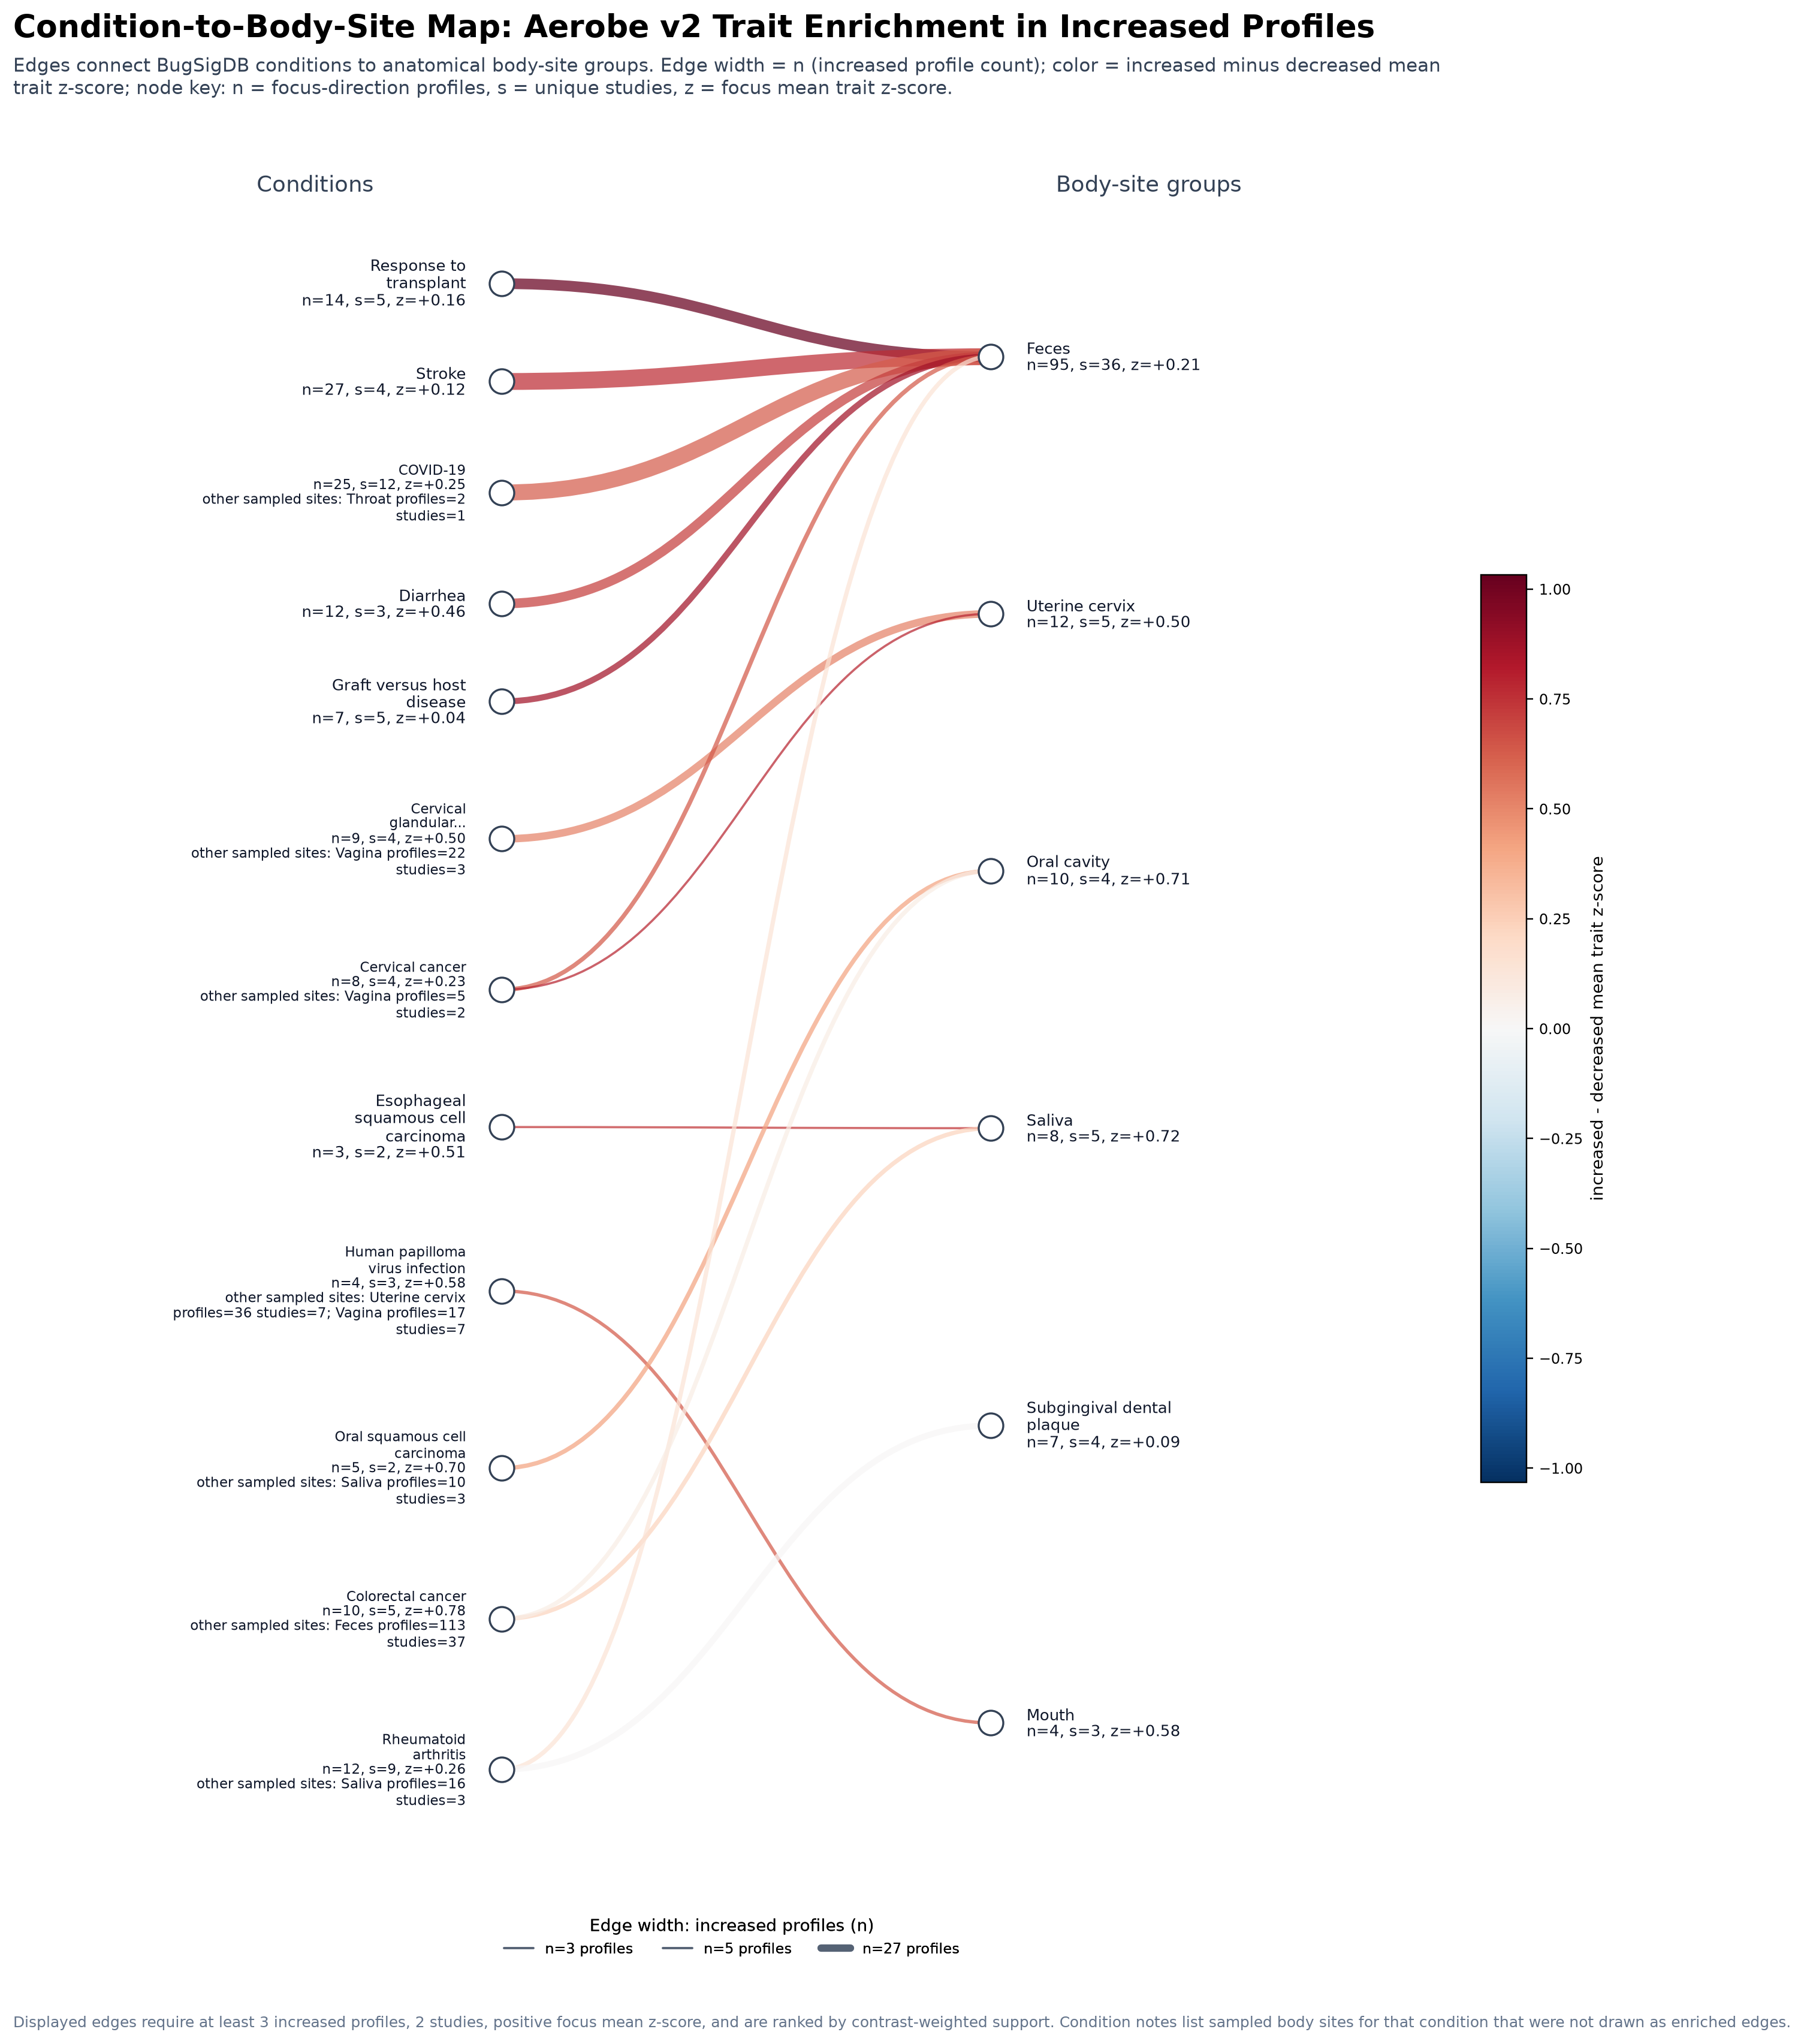 Condition-to-Body-Site Map: Aerobe v2 Trait Enrichment in Increased Profiles
Edges connect BugSigDB conditions to anatomical body-site groups. Edge width = n (increased profile count); color = increased minus decreased mean
trait z-score; node key: n = focus-direction profiles, s = unique studies, z = focus mean trait z-score.
Conditions
Body-site groups
Response to
transplant
n=14, s=5, z=+0.16
Stroke
n=27, s=4, z=+0.12
COVID-19
n=25, s=12, z=+0.25
other sampled sites: Throat profiles=2
studies=1
Diarrhea
n=12, s=3, z=+0.46
Graft versus host
disease
n=7, s=5, z=+0.04
Cervical
glandular...
n=9, s=4, z=+0.50
other sampled sites: Vagina profiles=22
studies=3
Cervical cancer
n=8, s=4, z=+0.23
other sampled sites: Vagina profiles=5
studies=2
Esophageal
squamous cell
carcinoma
n=3, s=2, z=+0.51
Human papilloma
virus infection
n=4, s=3, z=+0.58
other sampled sites: Uterine cervix
profiles=36 studies=7; Vagina profiles=17
studies=7
Oral squamous cell
carcinoma
n=5, s=2, z=+0.70
other sampled sites: Saliva profiles=10
studies=3
Colorectal cancer
n=10, s=5, z=+0.78
other sampled sites: Feces profiles=113
studies=37
Rheumatoid
arthritis
n=12, s=9, z=+0.26
other sampled sites: Saliva profiles=16
studies=3
Feces
n=95, s=36, z=+0.21
Uterine cervix
n=12, s=5, z=+0.50
Oral cavity
n=10, s=4, z=+0.71
Saliva
n=8, s=5, z=+0.72
Subgingival dental
plaque
n=7, s=4, z=+0.09
Mouth
n=4, s=3, z=+0.58
1.00
0.75
0.50
0.25
0.00
−0.25
−0.50
−0.75
−1.00
increased - decreased mean trait z-score
Edge width: increased profiles (n)
n=3 profiles
n=5 profiles
n=27 profiles
Displayed edges require at least 3 increased profiles, 2 studies, positive focus mean z-score, and are ranked by contrast-weighted support. Condition notes list sampled body sites for that condition that were not drawn as enriched edges.